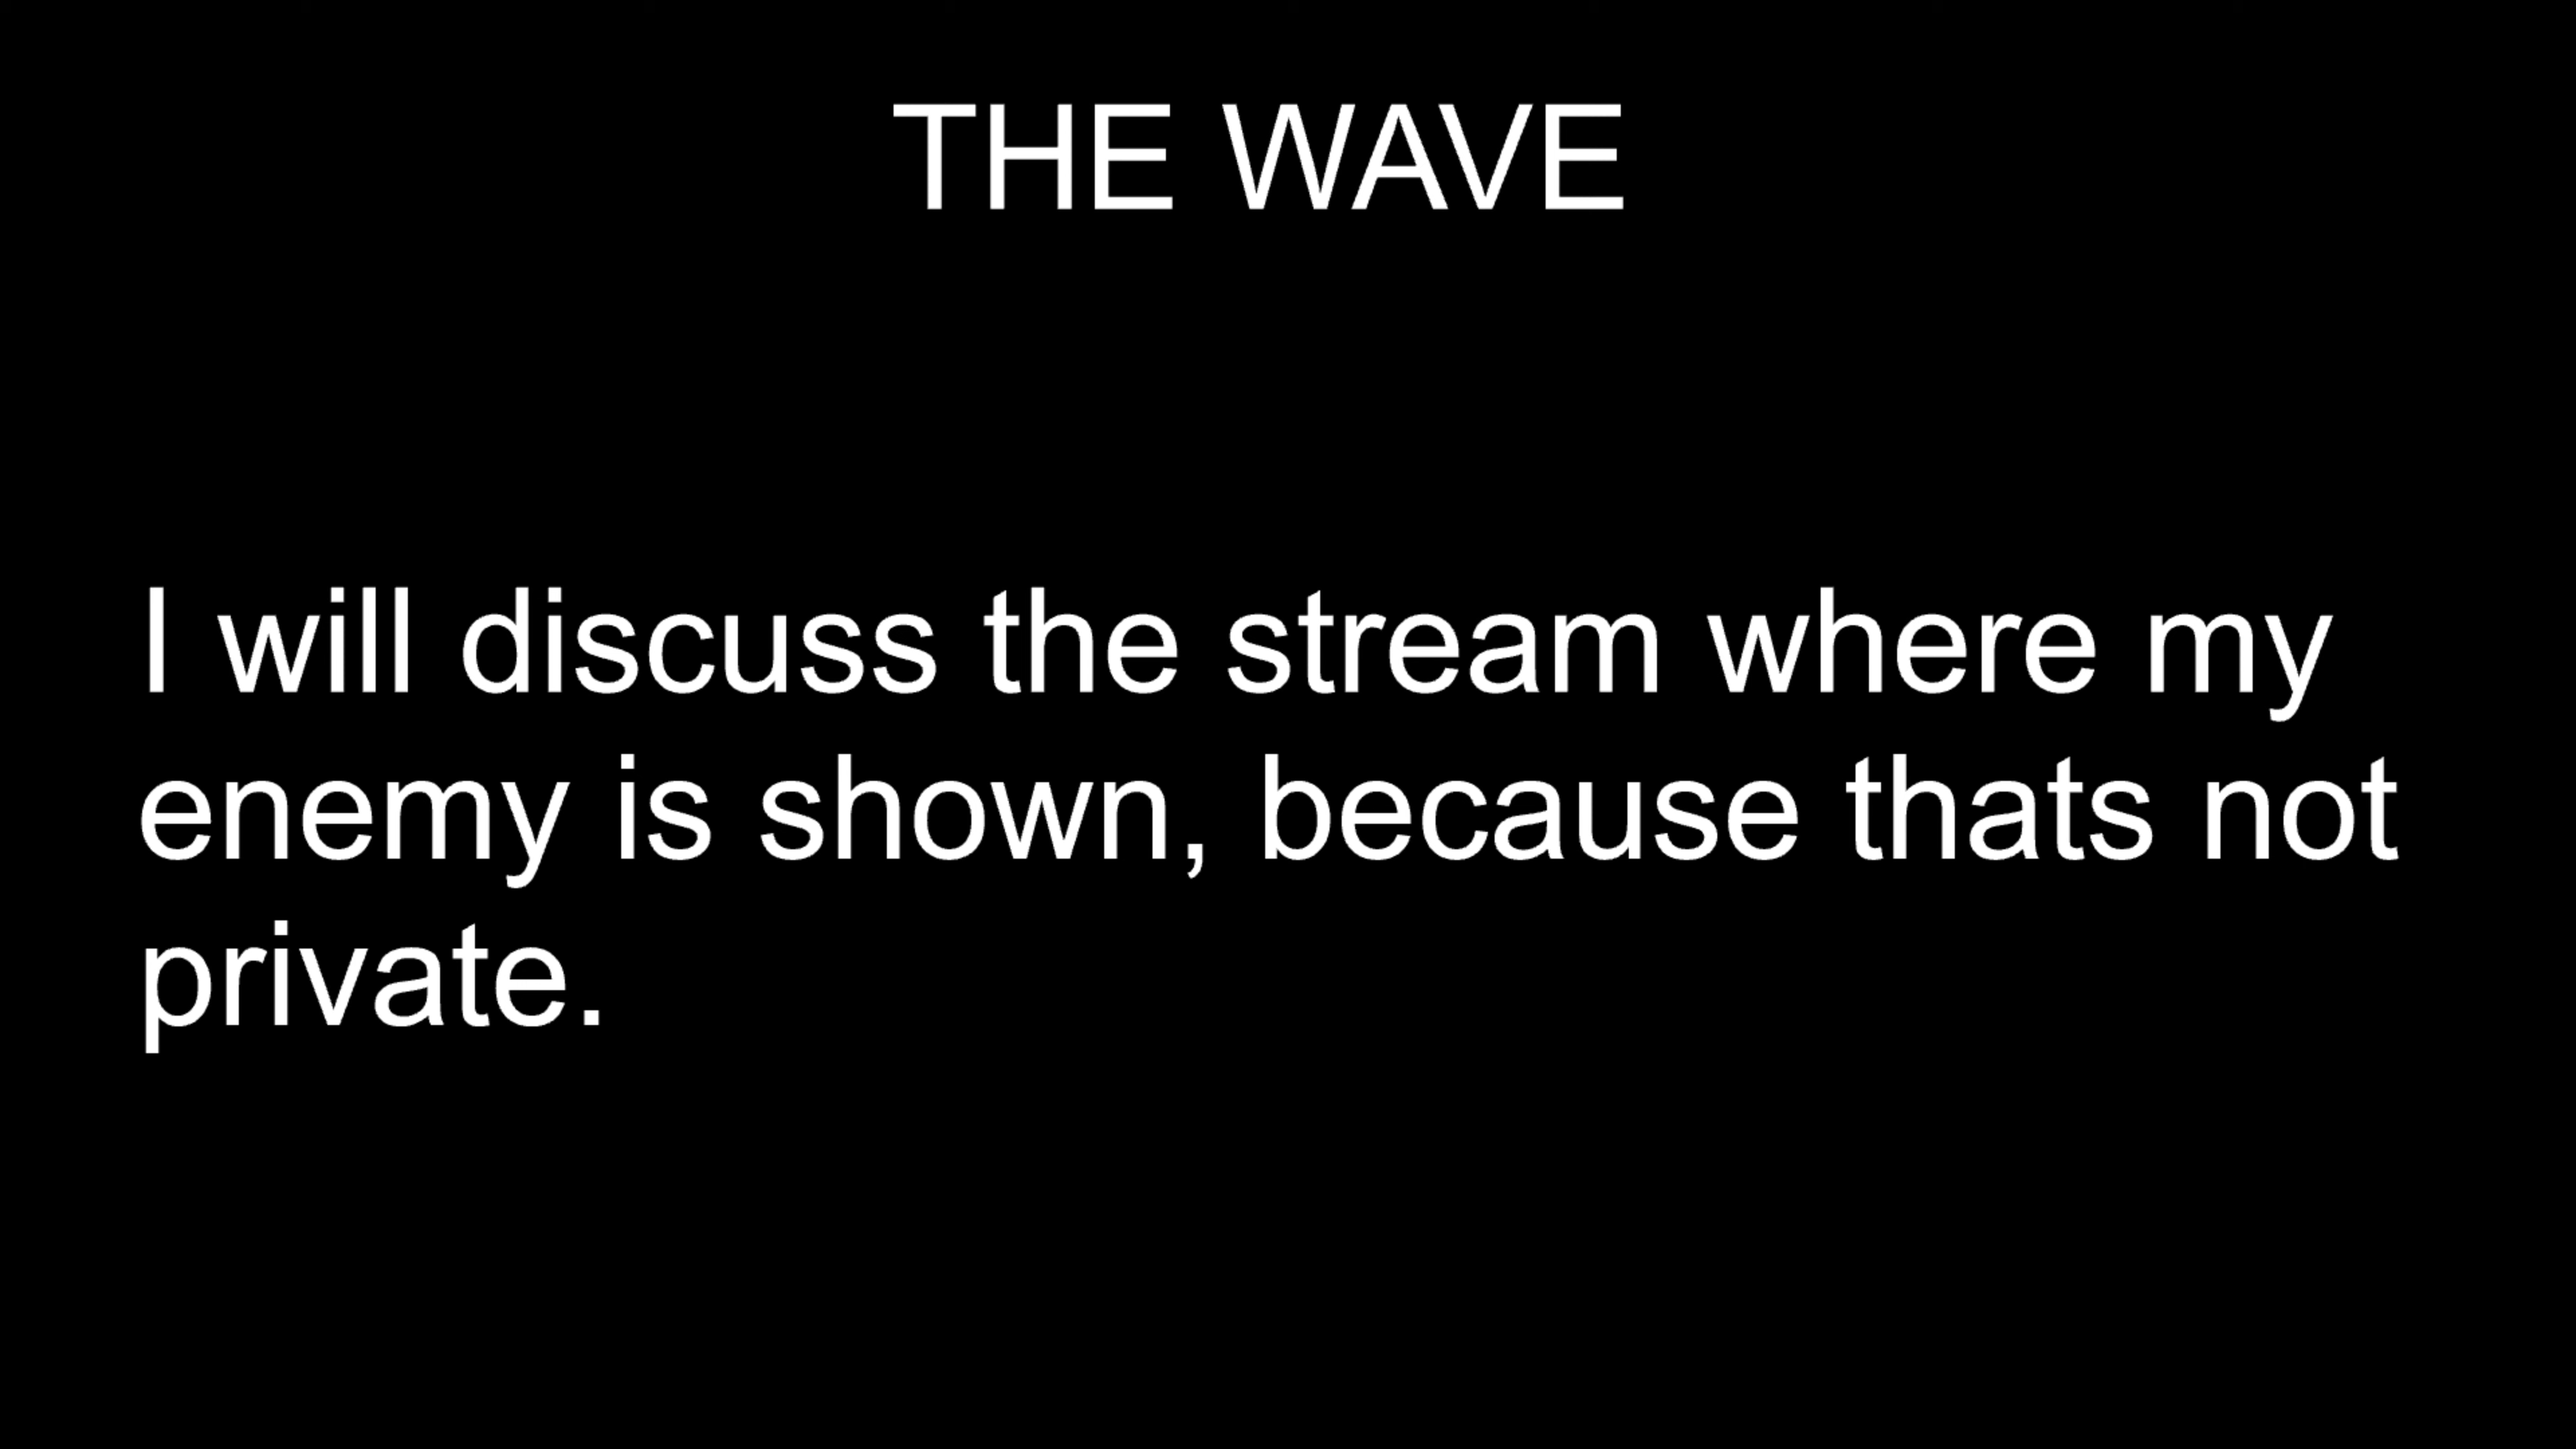 THE WAVE
I will discuss the stream where my
enemy is shown, because thats not
private.